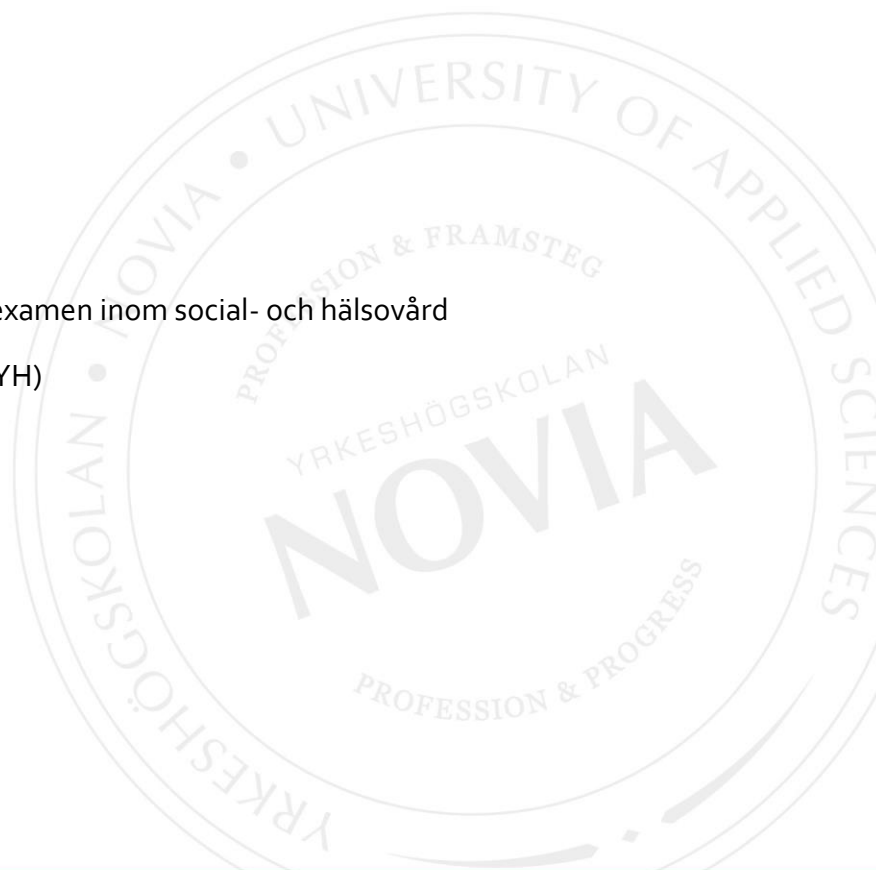 UNIVERSITY OF APPLIED SCIENCES
YRKESHÖGSKOLAN • NOVIA •
PROFESSION & FRAMSTEG
examen inom social- och hälsovård
YH)
YRKESHÖGSKOLAN
NOVIA
PROFESSION & PROGRESS